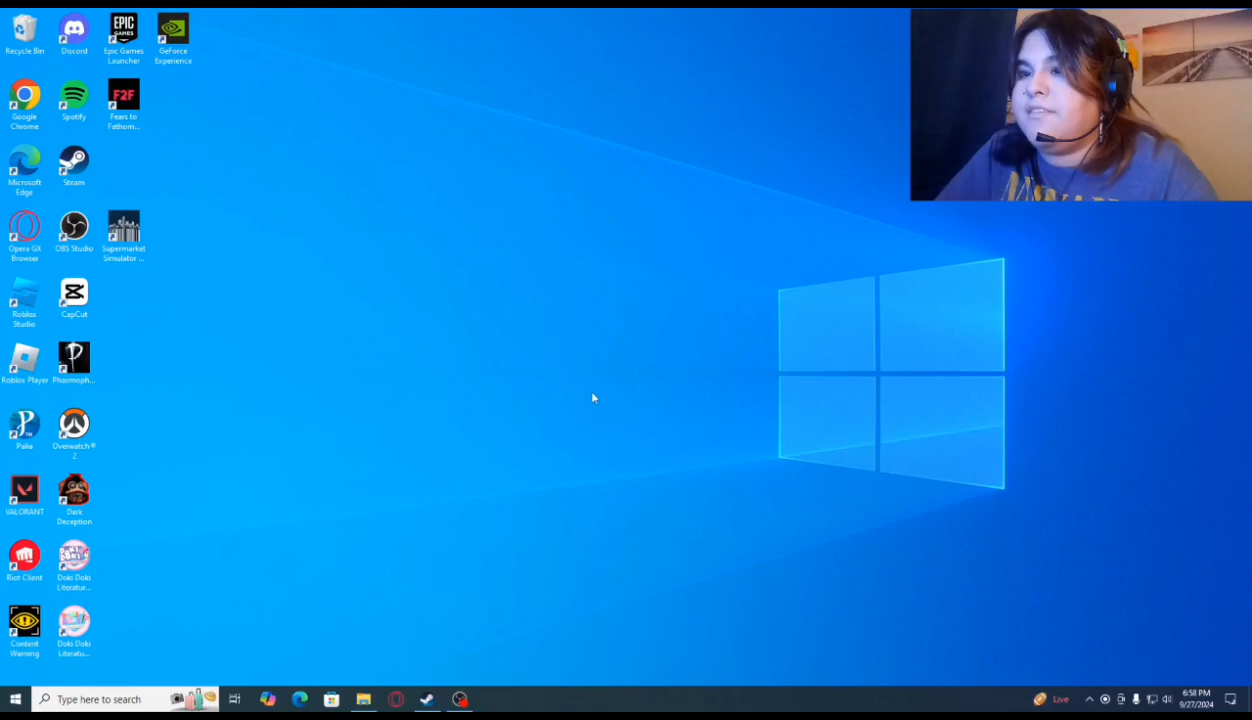 Recycle Bin
Discord
Epic Games
Launcher
GeForce
Experience
EPIC
GAMES
Google
Chrome
Spotify
F2F
Fears to
Fathom...
Microsoft
Edge
Steam
Opera GX
Browser
OBS Studio
Supermarket
Simulator ...
Roblox
Studio
CapCut
Roblox Player
Phasmoph...
Palia
Overwatch®
2
VALORANT
Dark
Deception
Riot Client
Doki Doki
Literatur...
Content
Warning
Doki Doki
Literatu...
Type here to search
Live
6:58 PM
9/27/2024